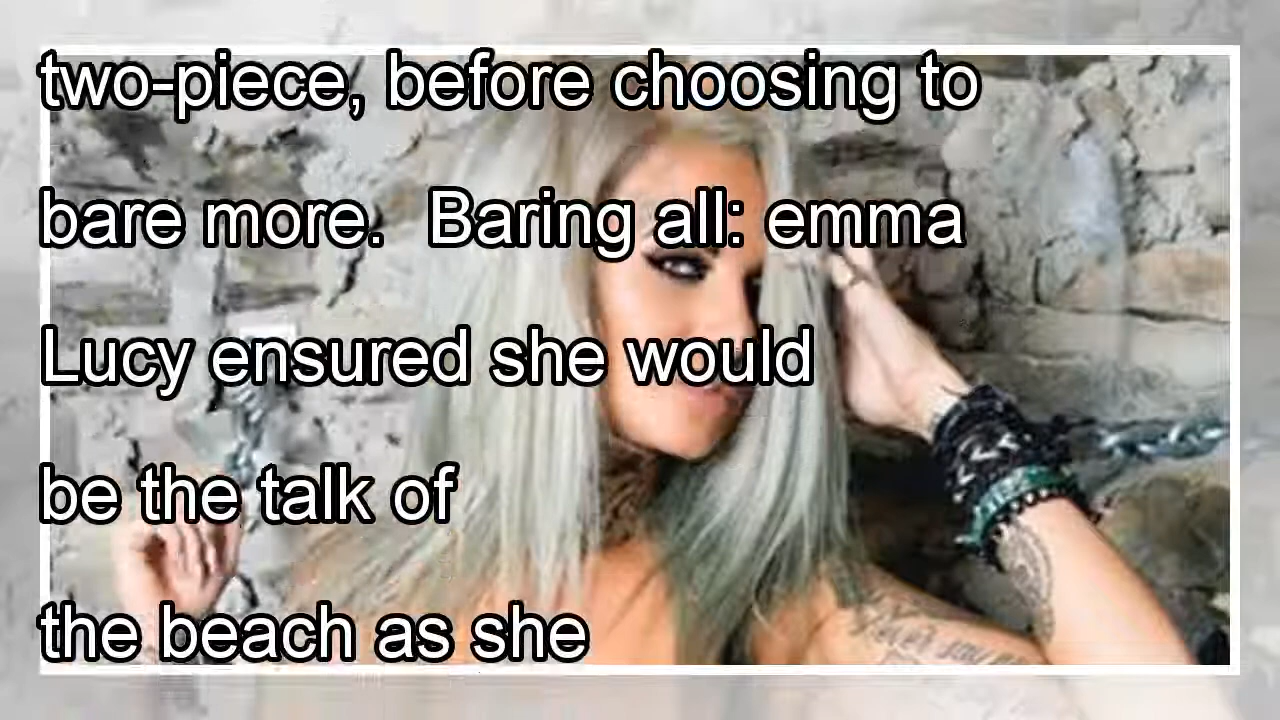 two-piece, before choosing to
bare more.  Baring all: emma
Lucy ensured she would
be the talk of
the beach as she